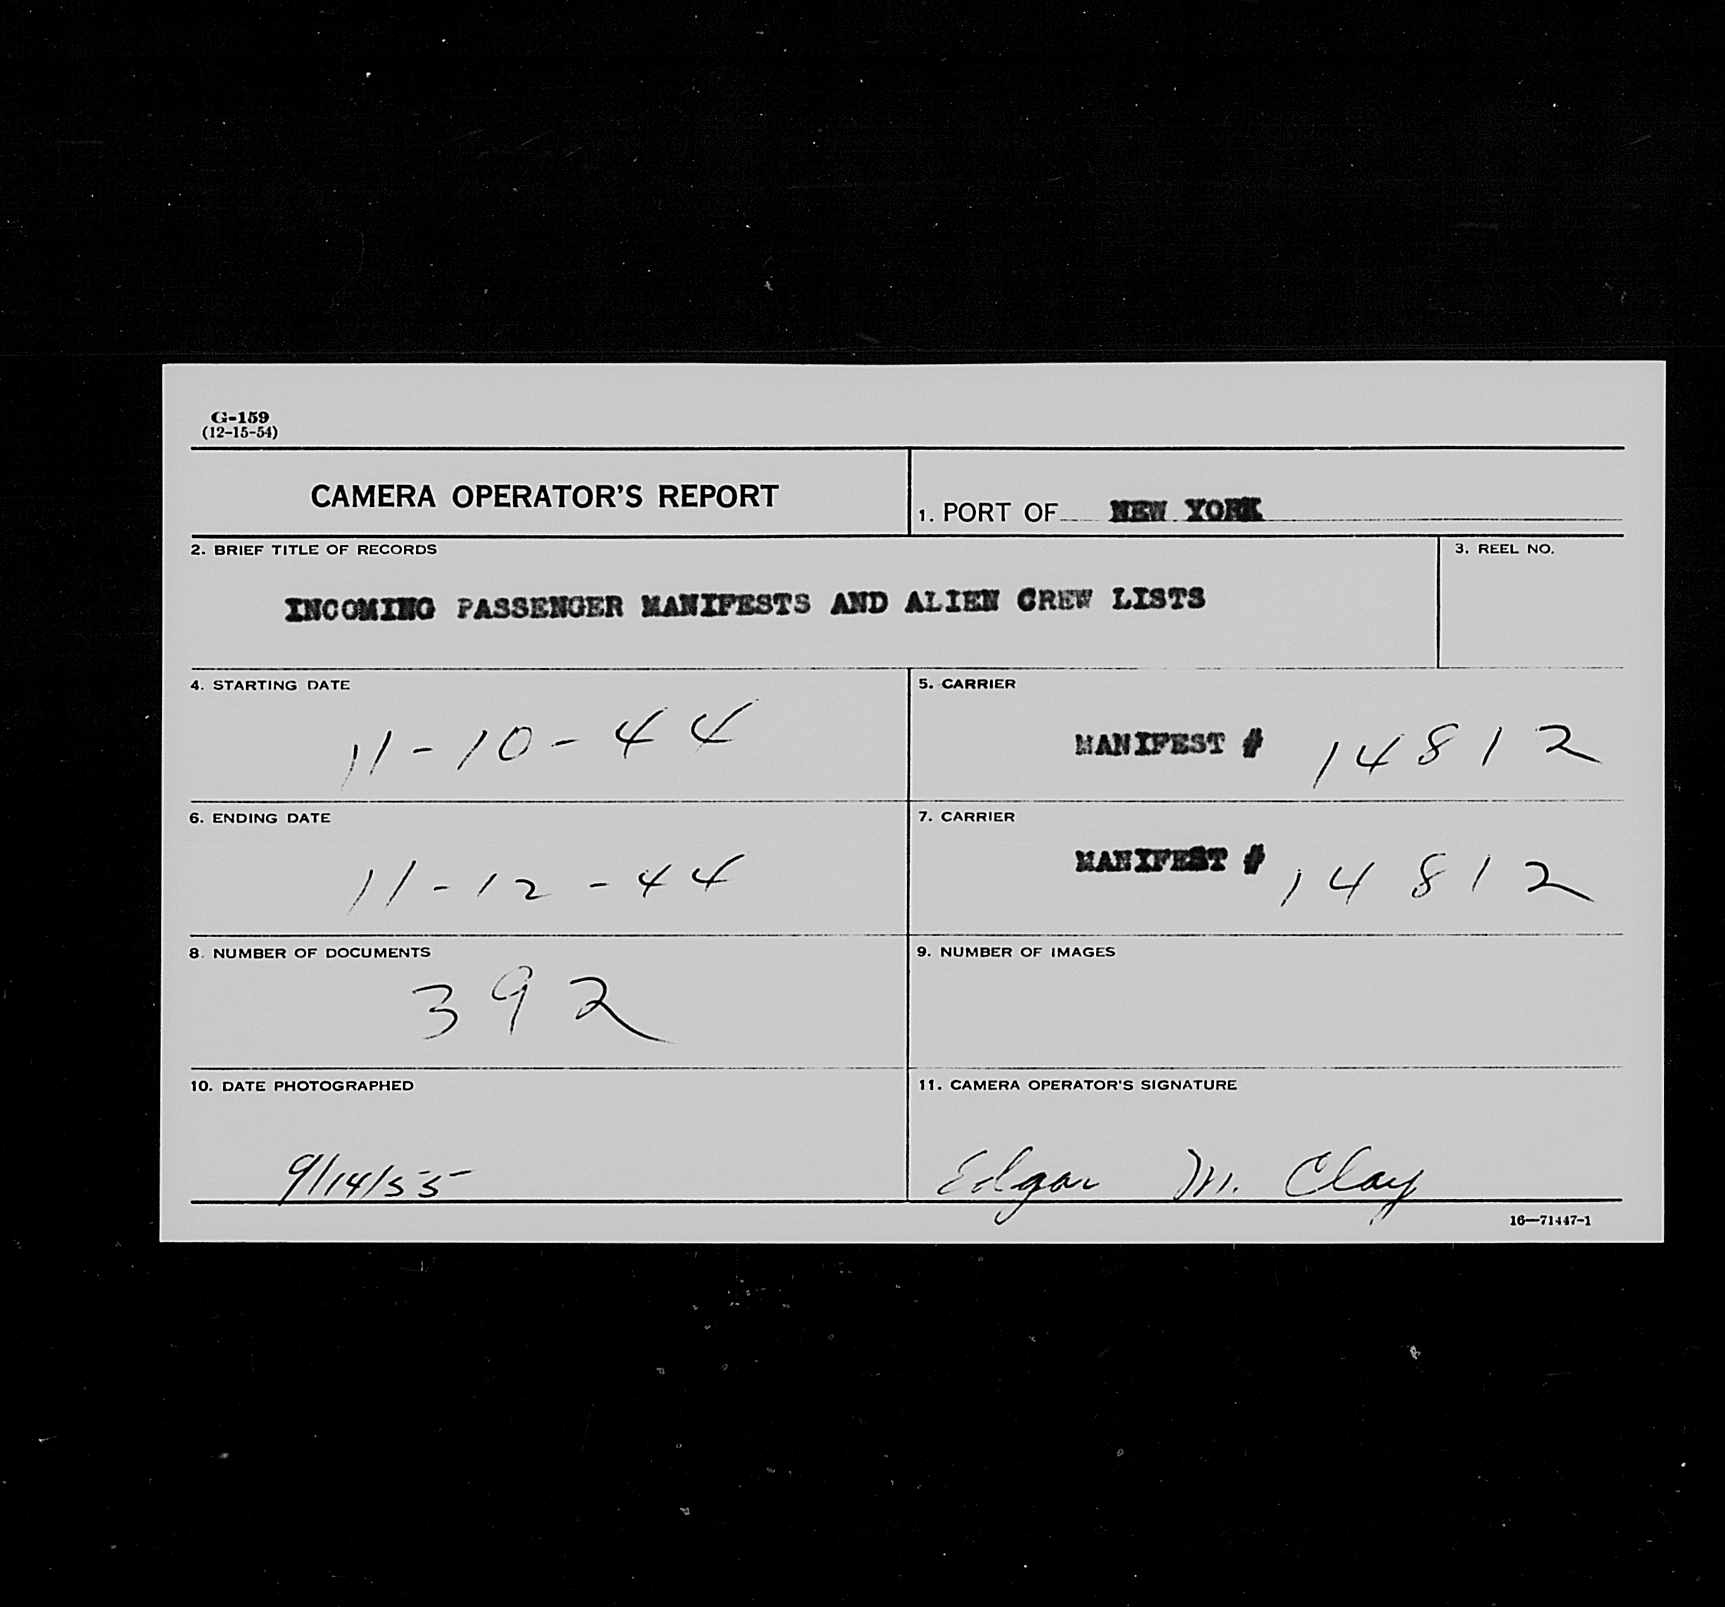 G-159
(12-15-54)
CAMERA OPERATOR'S REPORT
1. PORT OF NEW YORK
2. BRIEF TITLE OF RECORDS
3. REEL NO.
INCOMING PASSENGER MANIFESTS AND ALIEN CREW LISTS
4. STARTING DATE
11-10-44
5. CARRIER
MANIFEST # 14812
6. ENDING DATE
11-12-44
7. CARRIER
MANIFEST # 14812
8. NUMBER OF DOCUMENTS
392
9. NUMBER OF IMAGES
10. DATE PHOTOGRAPHED
9/14/55
11. CAMERA OPERATOR'S SIGNATURE
Edgar M. Clay
16—71447-1